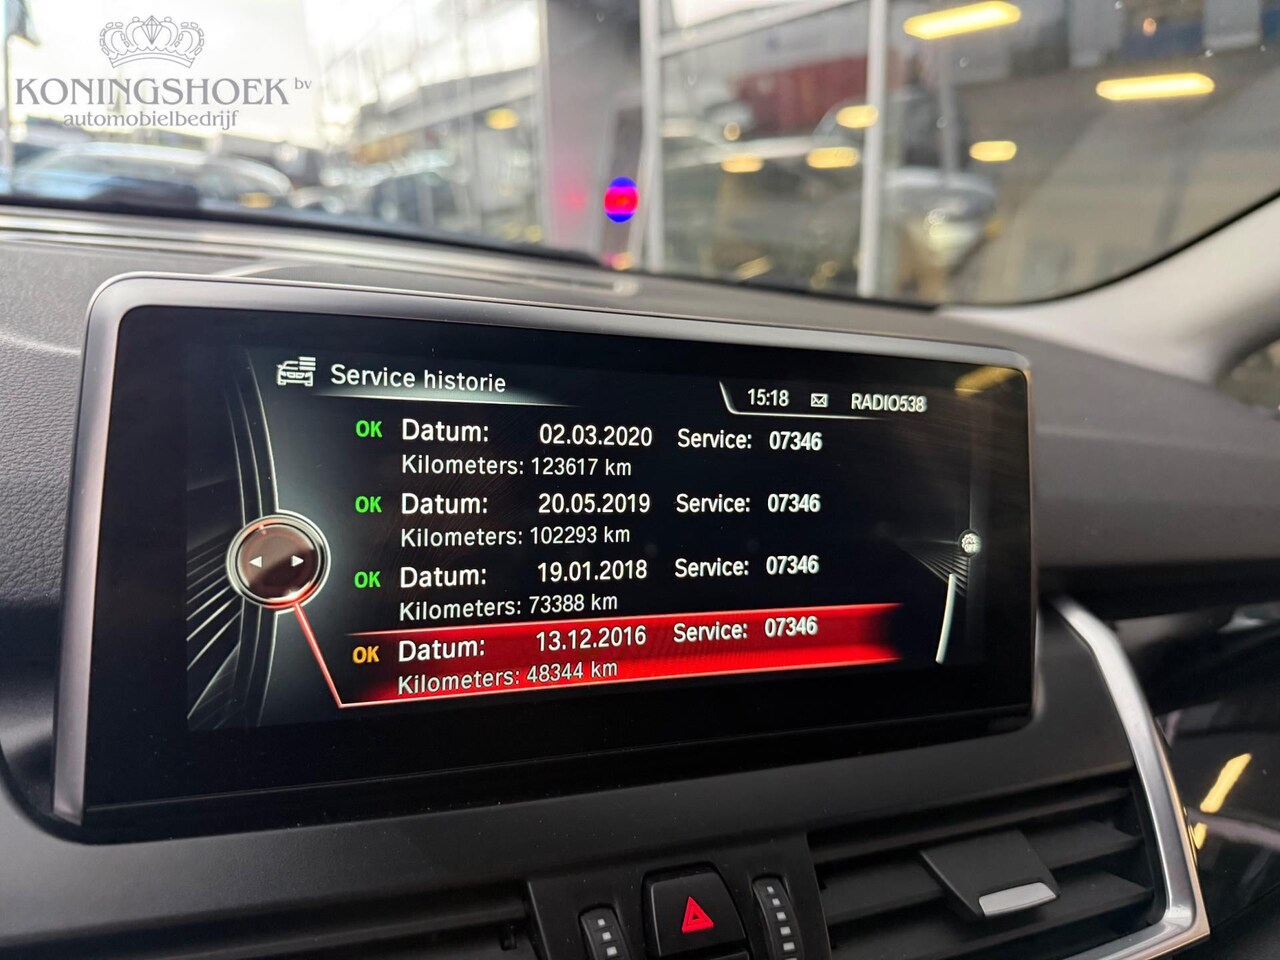 KONINGSHOEK bv
automobielbedrijf
Service historie
15:18 RADIO538
OK Datum: 02.03.2020 Service: 07346
Kilometers: 123617 km
OK Datum: 20.05.2019 Service: 07346
Kilometers: 102293 km
OK Datum: 19.01.2018 Service: 07346
Kilometers: 73388 km
OK Datum: 13.12.2016 Service: 07346
Kilometers: 48344 km